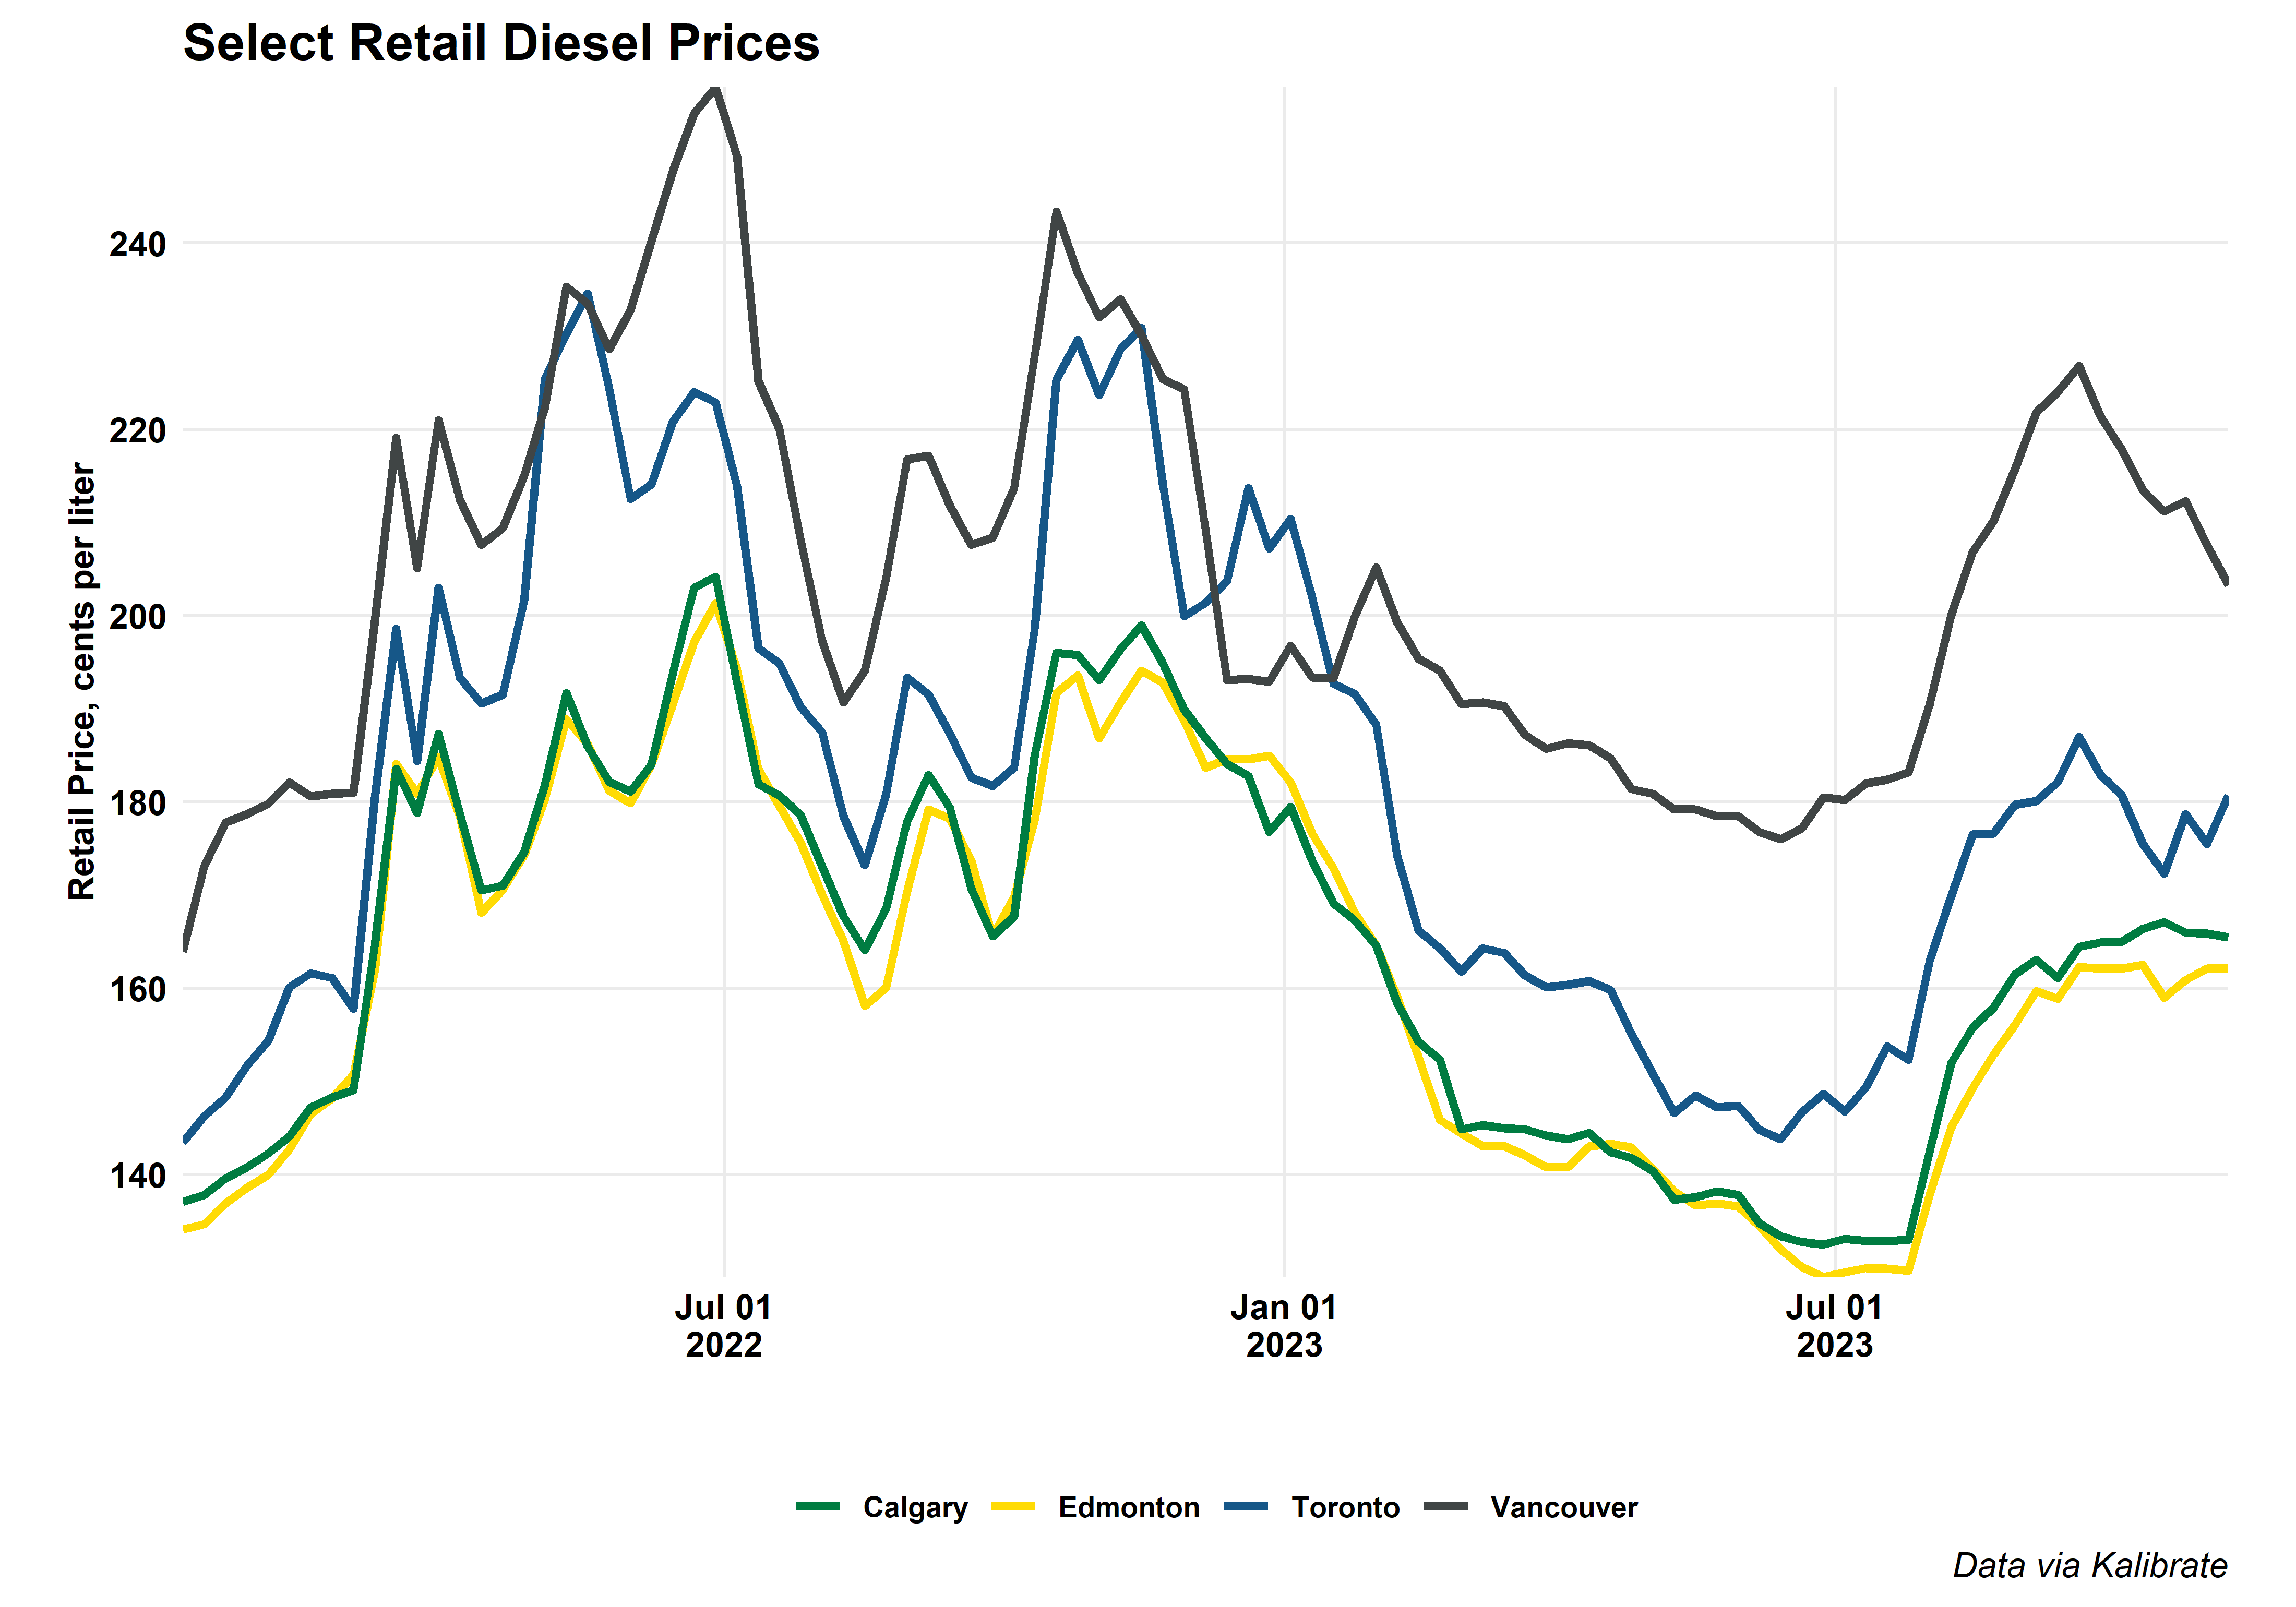 Select Retail Diesel Prices
Retail Price, cents per liter
240
220
200
180
160
140
Jul 01
2022
Jan 01
2023
Jul 01
2023
Calgary
Edmonton
Toronto
Vancouver
Data via Kalibrate